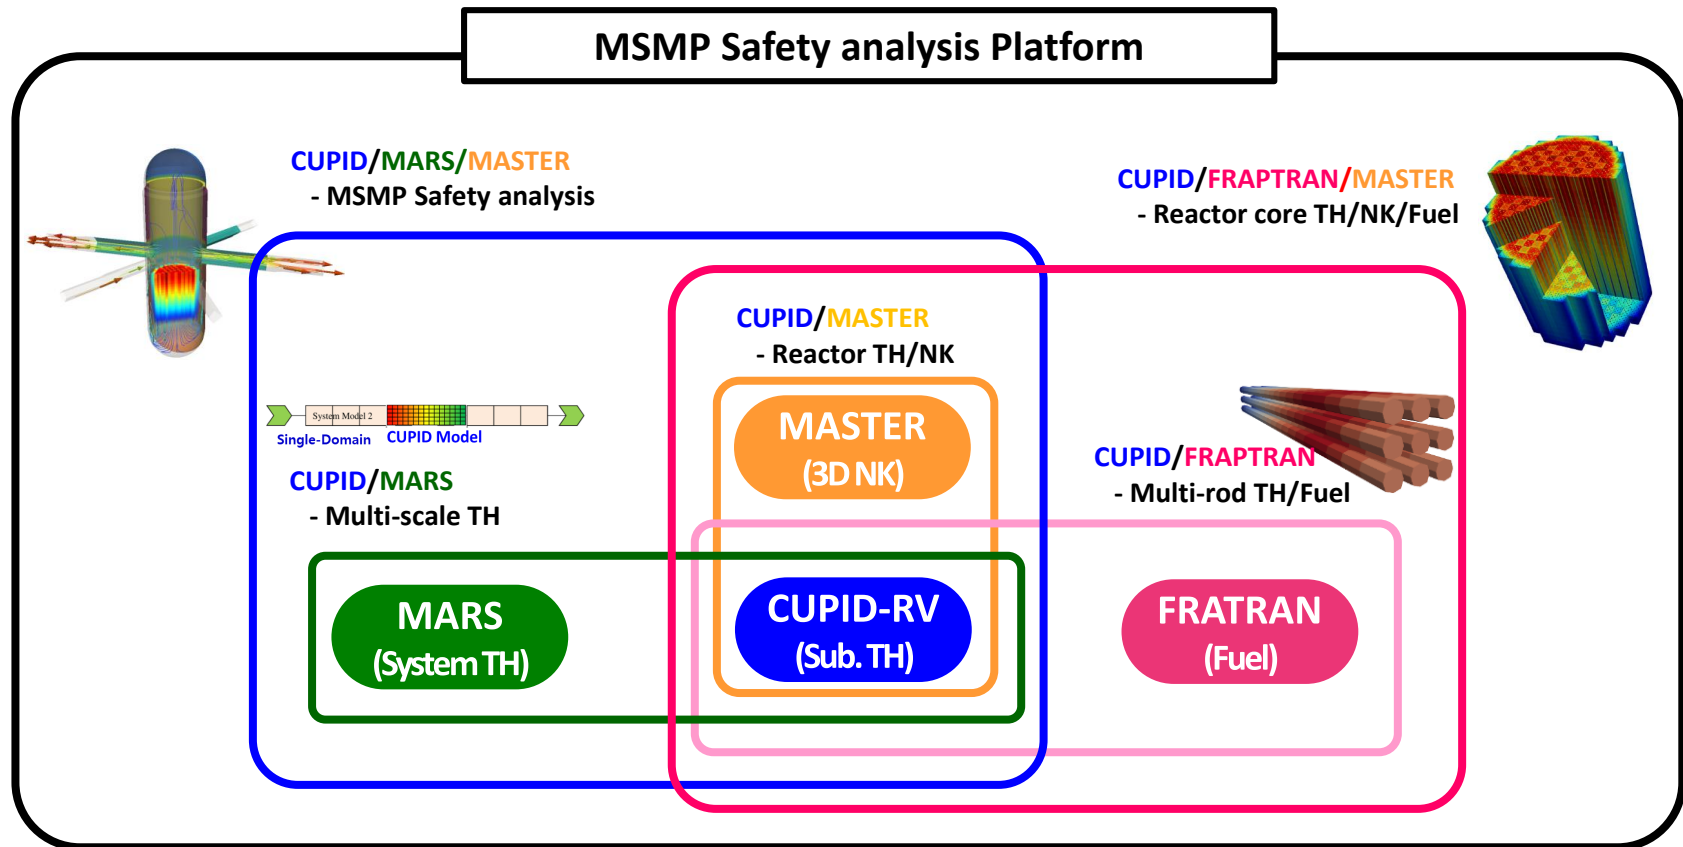 MSMP Safety analysis Platform
CUPID/MARS/MASTER
- MSMP Safety analysis
CUPID/FRAPTRAN/MASTER
- Reactor core TH/NK/Fuel
CUPID/MASTER
- Reactor TH/NK
System Model 2
Single-Domain
CUPID Model
MASTER
(3D NK)
CUPID/MARS
- Multi-scale TH
CUPID/FRAPTRAN
- Multi-rod TH/Fuel
MARS
(System TH)
CUPID-RV
(Sub. TH)
FRATRAN
(Fuel)